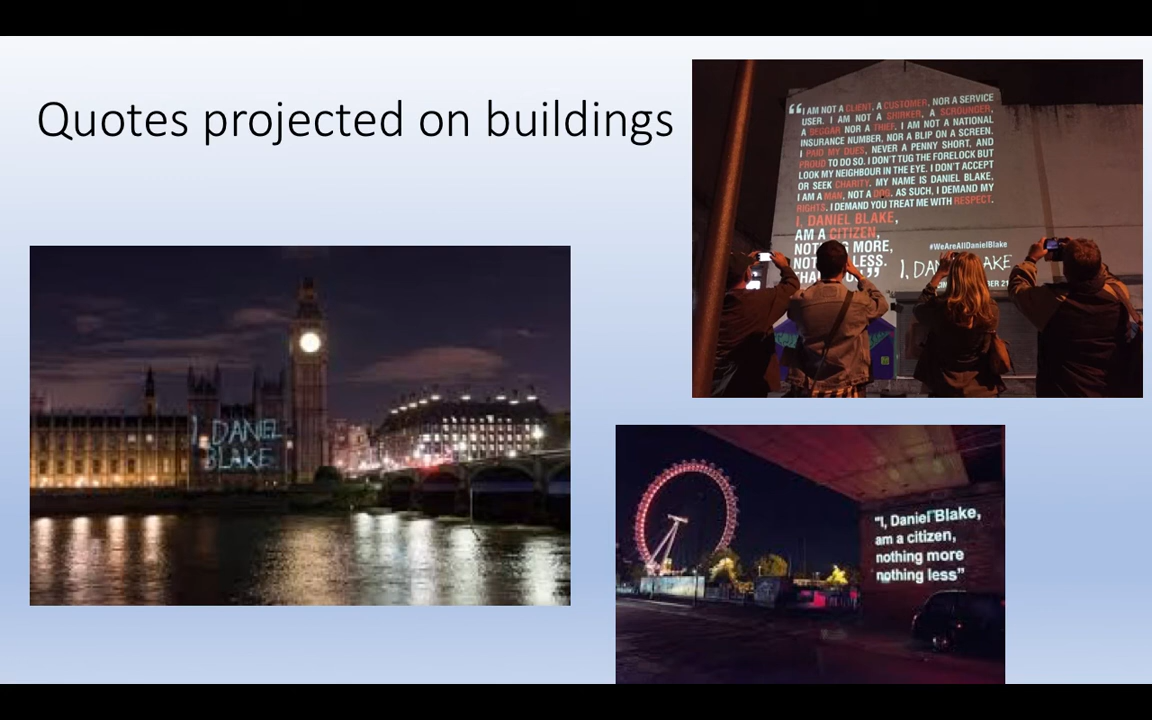 Quotes projected on buildings
“I AM NOT A CLIENT, A CUSTOMER, NOR A SERVICE
USER. I AM NOT A SHIRKER, A SCROUNGER,
A BEGGAR NOR A THIEF. I AM NOT A NATIONAL
INSURANCE NUMBER, NOR A BLIP ON A SCREEN.
I PAID MY DUES, NEVER A PENNY SHORT, AND
PROUD TO DO SO. I DON'T TUG THE FORELOCK BUT
LOOK MY NEIGHBOUR IN THE EYE. I DON'T ACCEPT
OR SEEK CHARITY. MY NAME IS DANIEL BLAKE,
I AM A MAN, NOT A DOG. AS SUCH, I DEMAND MY
RIGHTS. I DEMAND YOU TREAT ME WITH RESPECT.
I, DANIEL BLAKE,
AM A CITIZEN,
MORE,
LESS.
#WeAreAllDanielBlake
I, DANIEL
BLAKE
"I, Daniel Blake,
am a citizen,
nothing more
nothing less”